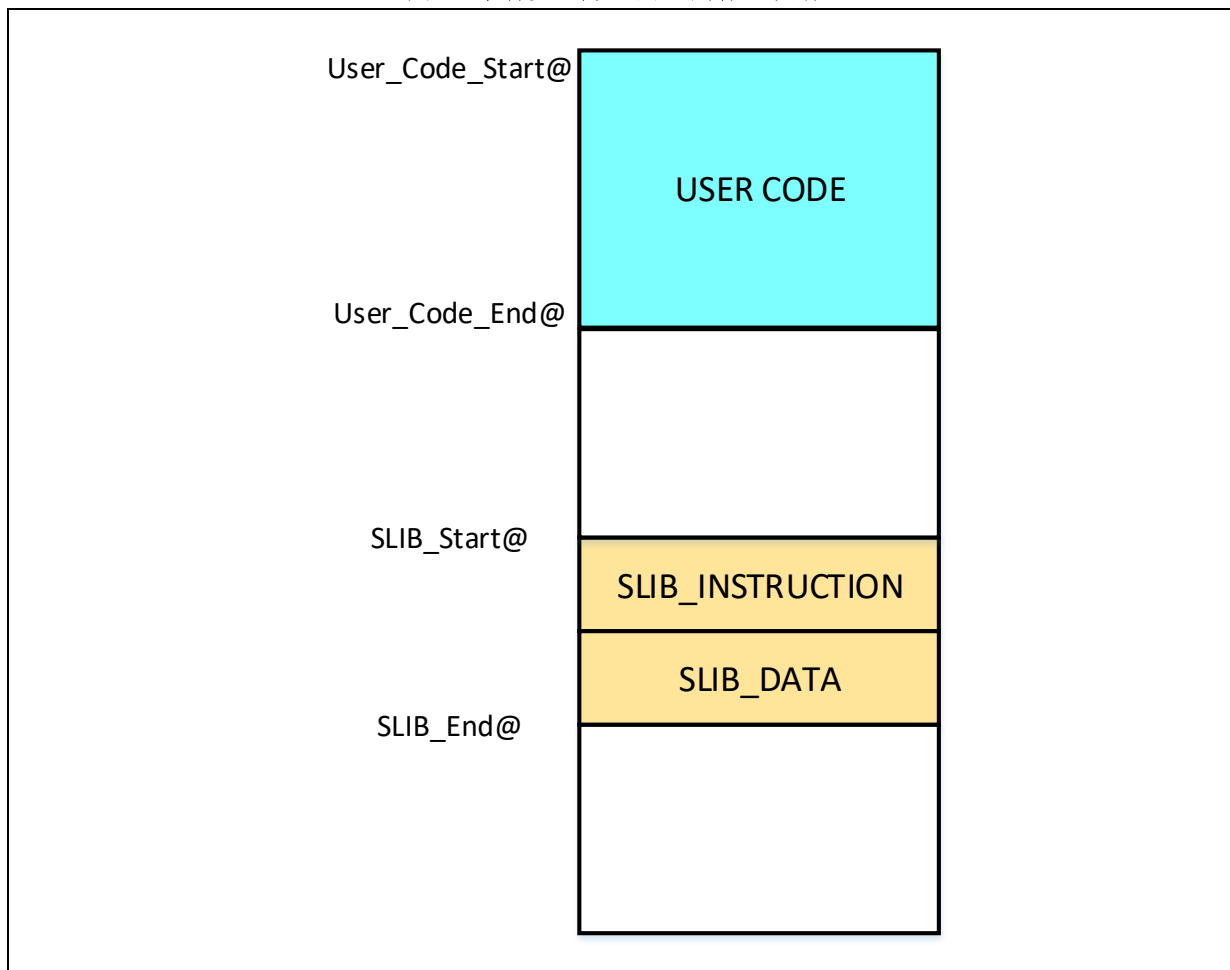 User_Code_Start@
USER CODE
User_Code_End@
SLIB_Start@
SLIB_INSTRUCTION
SLIB_DATA
SLIB_End@